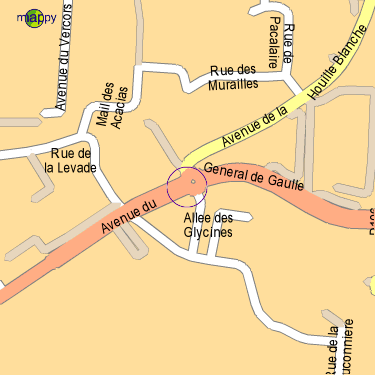 mappy
Avenue du Vercors
Rue de
Pacalaire
Houille Blanche
Rue des
Murailles
Mail des
Acacias
Avenue de la
Rue de
la Levade
General de Gaulle
Avenue du
Allee des
Glycines
Rue de la